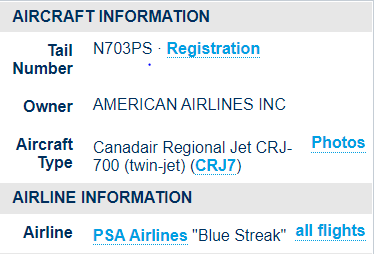 AIRCRAFT INFORMATION
Tail Number N703PS · Registration
Owner AMERICAN AIRLINES INC
Aircraft Type Canadair Regional Jet CRJ-
700 (twin-jet) (CRJ7) Photos
AIRLINE INFORMATION
Airline PSA Airlines "Blue Streak" all flights